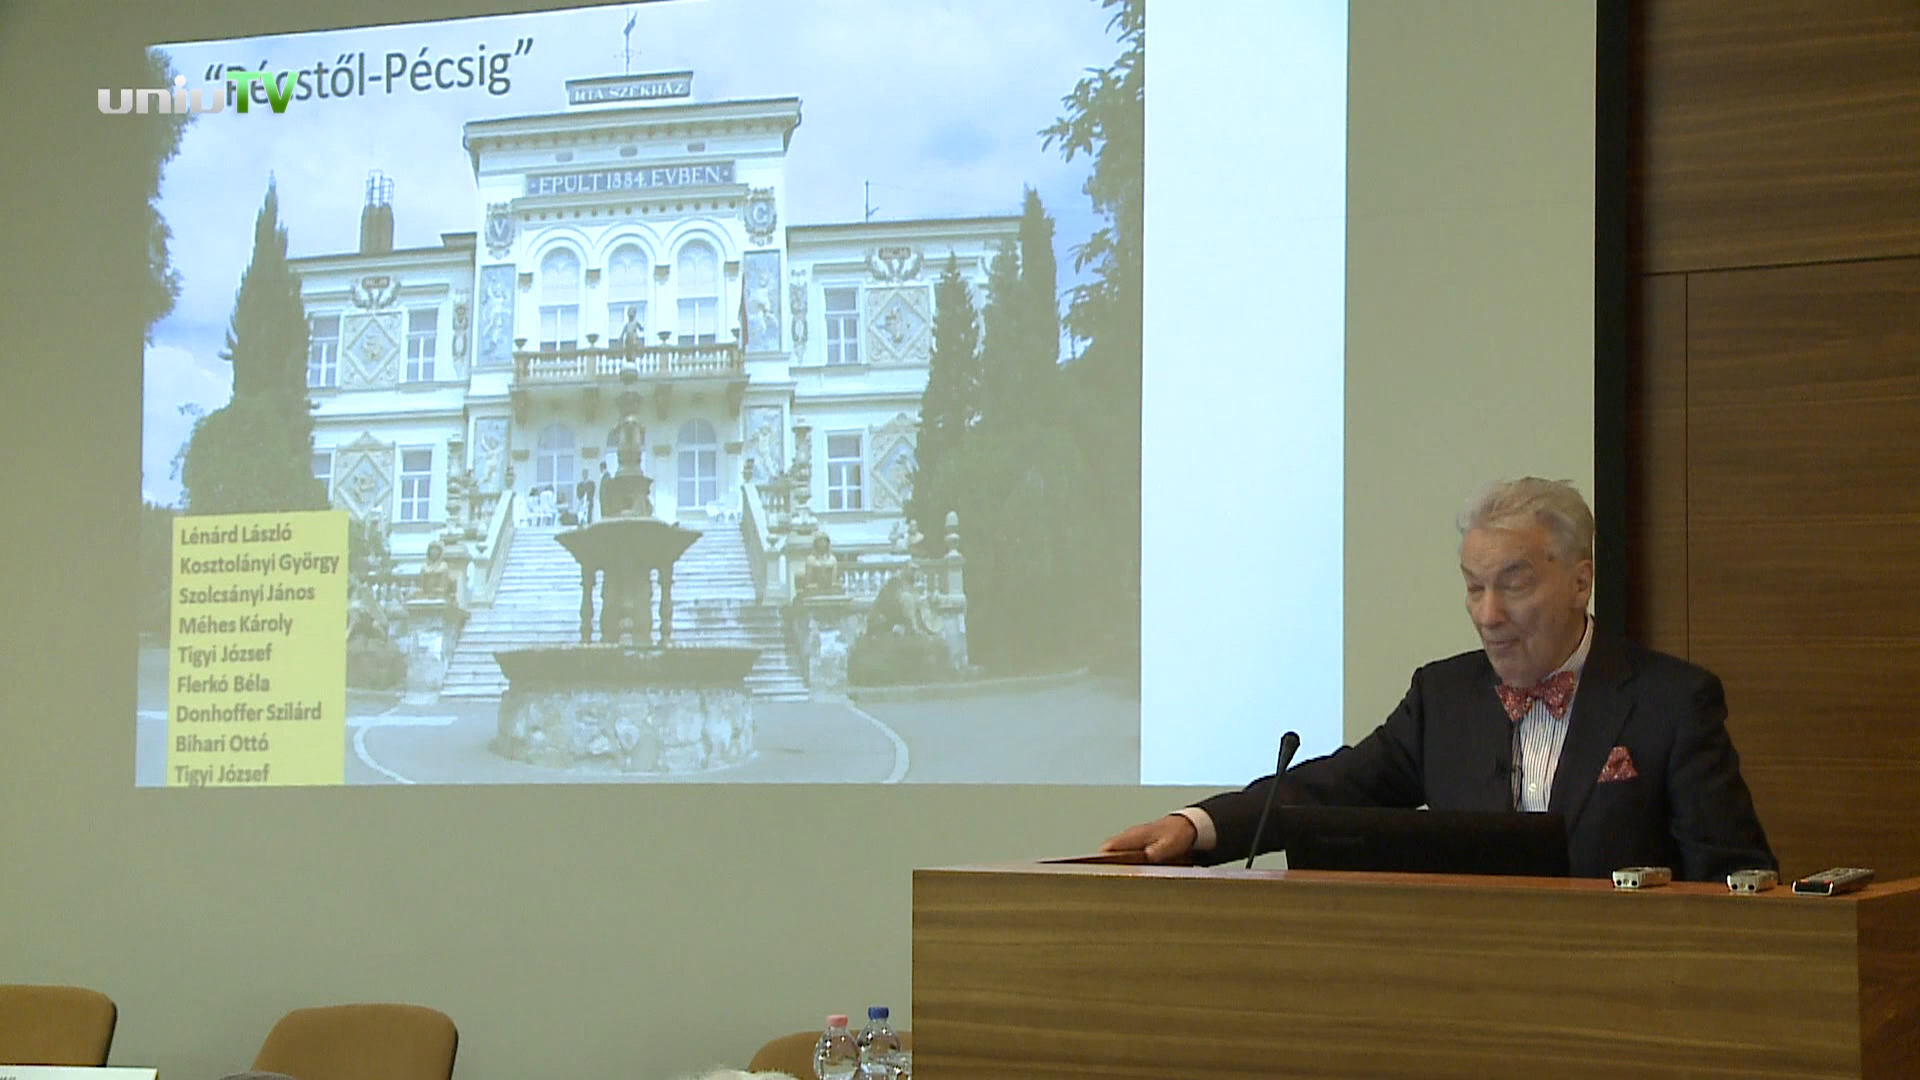 “Pécstől-Pécsig”
uniuTV
MTA SZÉKHÁZ
· ÉPÜLT 1884. ÉVBEN ·
V
C
Lénárd László
Kosztolányi György
Szolcsányi János
Méhes Károly
Tigyi József
Flerkó Béla
Donhoffer Szilárd
Bihari Ottó
Tigyi József